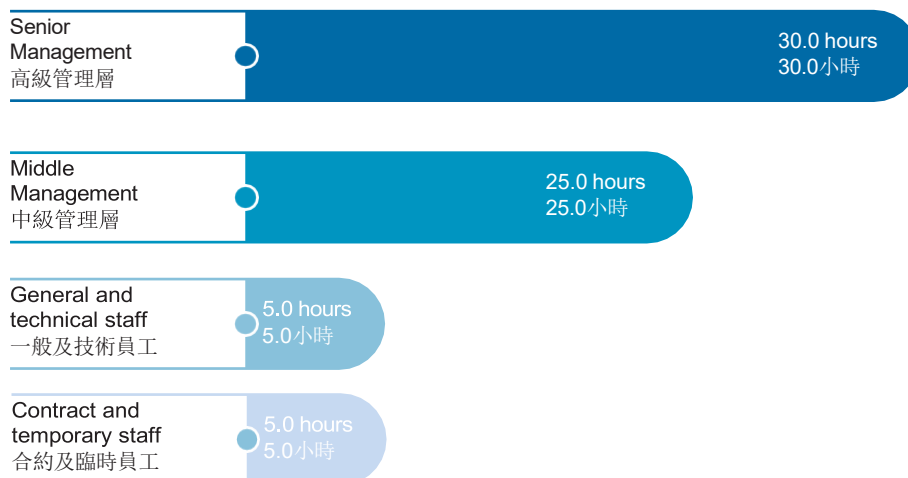 Senior
Management
高級管理層
30.0 hours
30.0小時
Middle
Management
中級管理層
25.0 hours
25.0小時
General and
technical staff
一般及技術員工
5.0 hours
5.0小時
Contract and
temporary staff
合約及臨時員工
5.0 hours
5.0小時